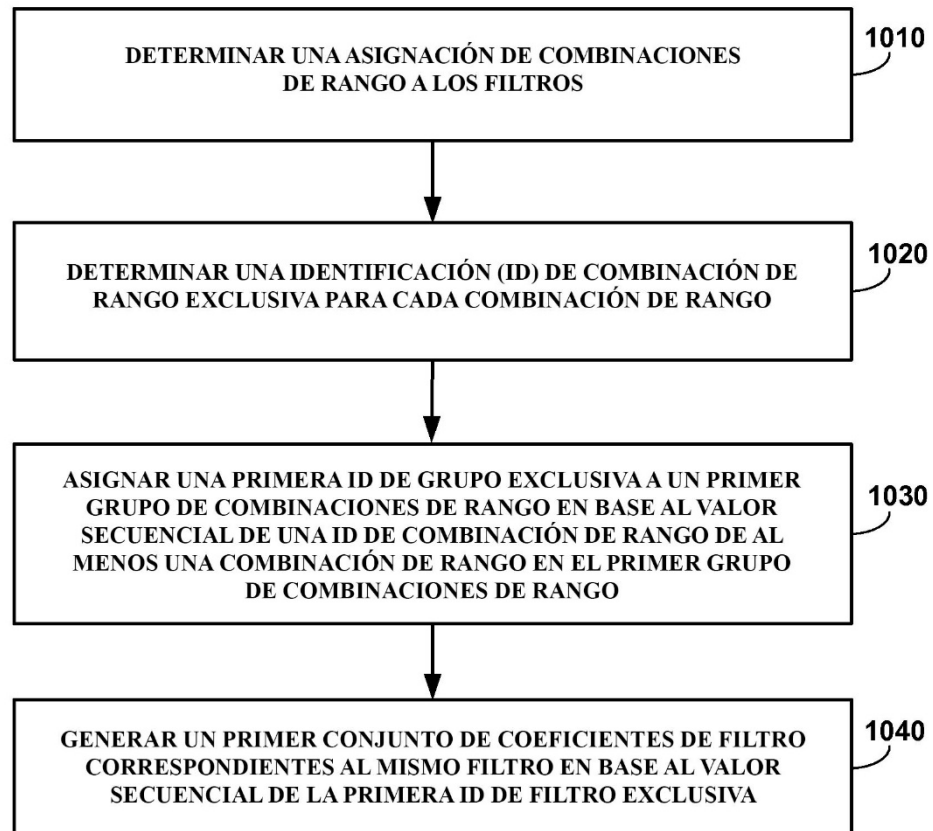 DETERMINAR UNA ASIGNACIÓN DE COMBINACIONES
DE RANGO A LOS FILTROS
1010
DETERMINAR UNA IDENTIFICACIÓN (ID) DE COMBINACIÓN DE
RANGO EXCLUSIVA PARA CADA COMBINACIÓN DE RANGO
1020
ASIGNAR UNA PRIMERA ID DE GRUPO EXCLUSIVA A UN PRIMER
GRUPO DE COMBINACIONES DE RANGO EN BASE AL VALOR
SECUENCIAL DE UNA ID DE COMBINACIÓN DE RANGO DE AL
MENOS UNA COMBINACIÓN DE RANGO EN EL PRIMER GRUPO
DE COMBINACIONES DE RANGO
1030
GENERAR UN PRIMER CONJUNTO DE COEFICIENTES DE FILTRO
CORRESPONDIENTES AL MISMO FILTRO EN BASE AL VALOR
SECUENCIAL DE LA PRIMERA ID DE FILTRO EXCLUSIVA
1040